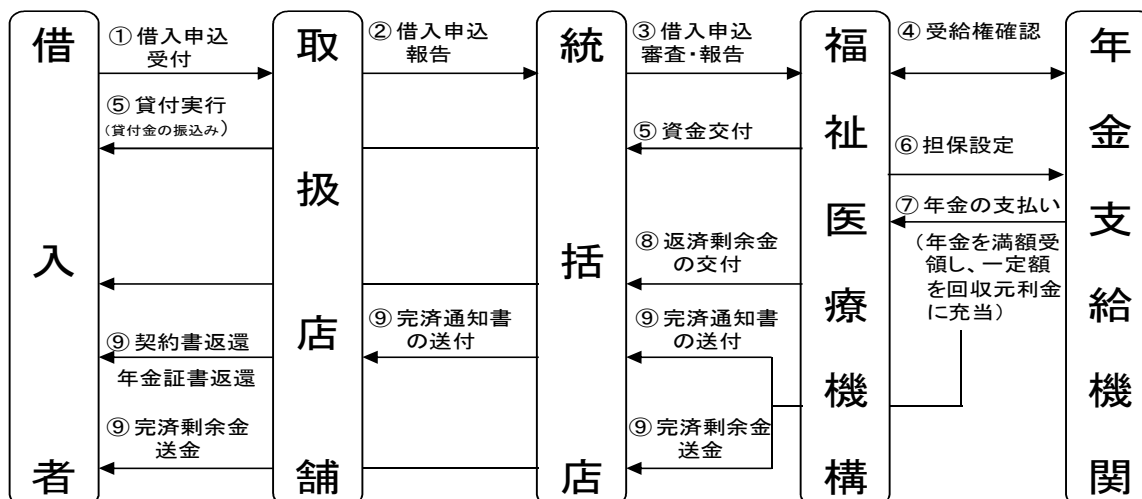 借入者
① 借入申込
受付
⑤ 貸付実行
(貸付金の振込み)
⑨ 契約書返還
年金証書返還
⑨ 完済剰余金
送金
取扱店舗
② 借入申込
報告
⑨ 完済通知書
の送付
統括店
③ 借入申込
審査・報告
⑤ 資金交付
⑧ 返済剰余金
の交付
⑨ 完済通知書
の送付
⑨ 完済剰余金
送金
福祉医療機構
④ 受給権確認
⑥ 担保設定
⑦ 年金の支払い
(年金を満額受
領し、一定額
を回収元利金
に充当)
年金支給機関